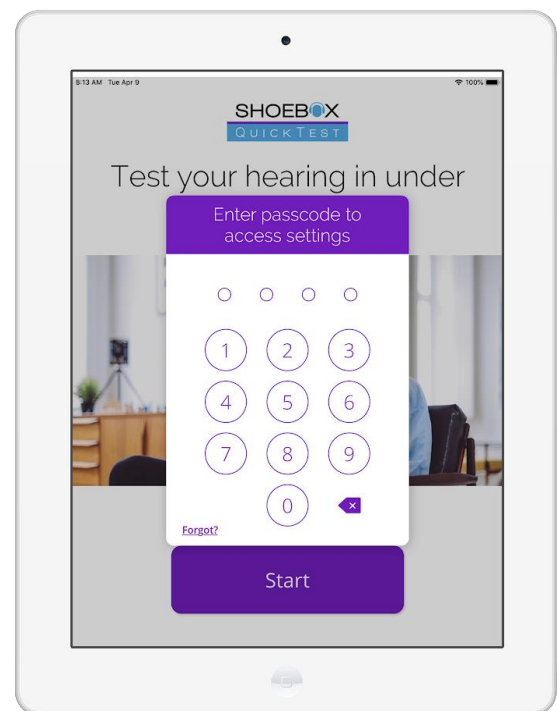 8:13 AM Tue Apr 9
100%
SHOEBOX
QUICKTEST
Test your hearing in under
Enter passcode to
access settings
1 2 3
4 5 6
7 8 9
0
Forgot?
Start